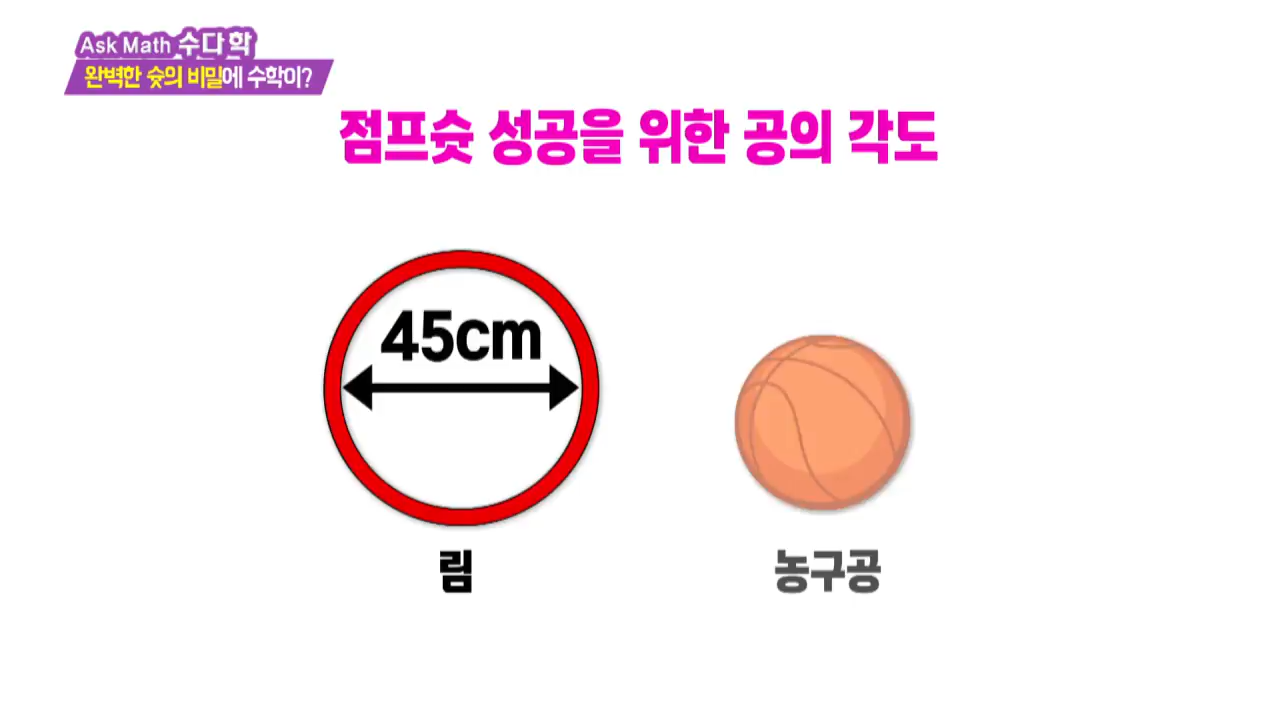 Ask Math 수다학
완벽한 슛의 비밀에 수학이?
점프슛 성공을 위한 공의 각도
45cm
림
농구공